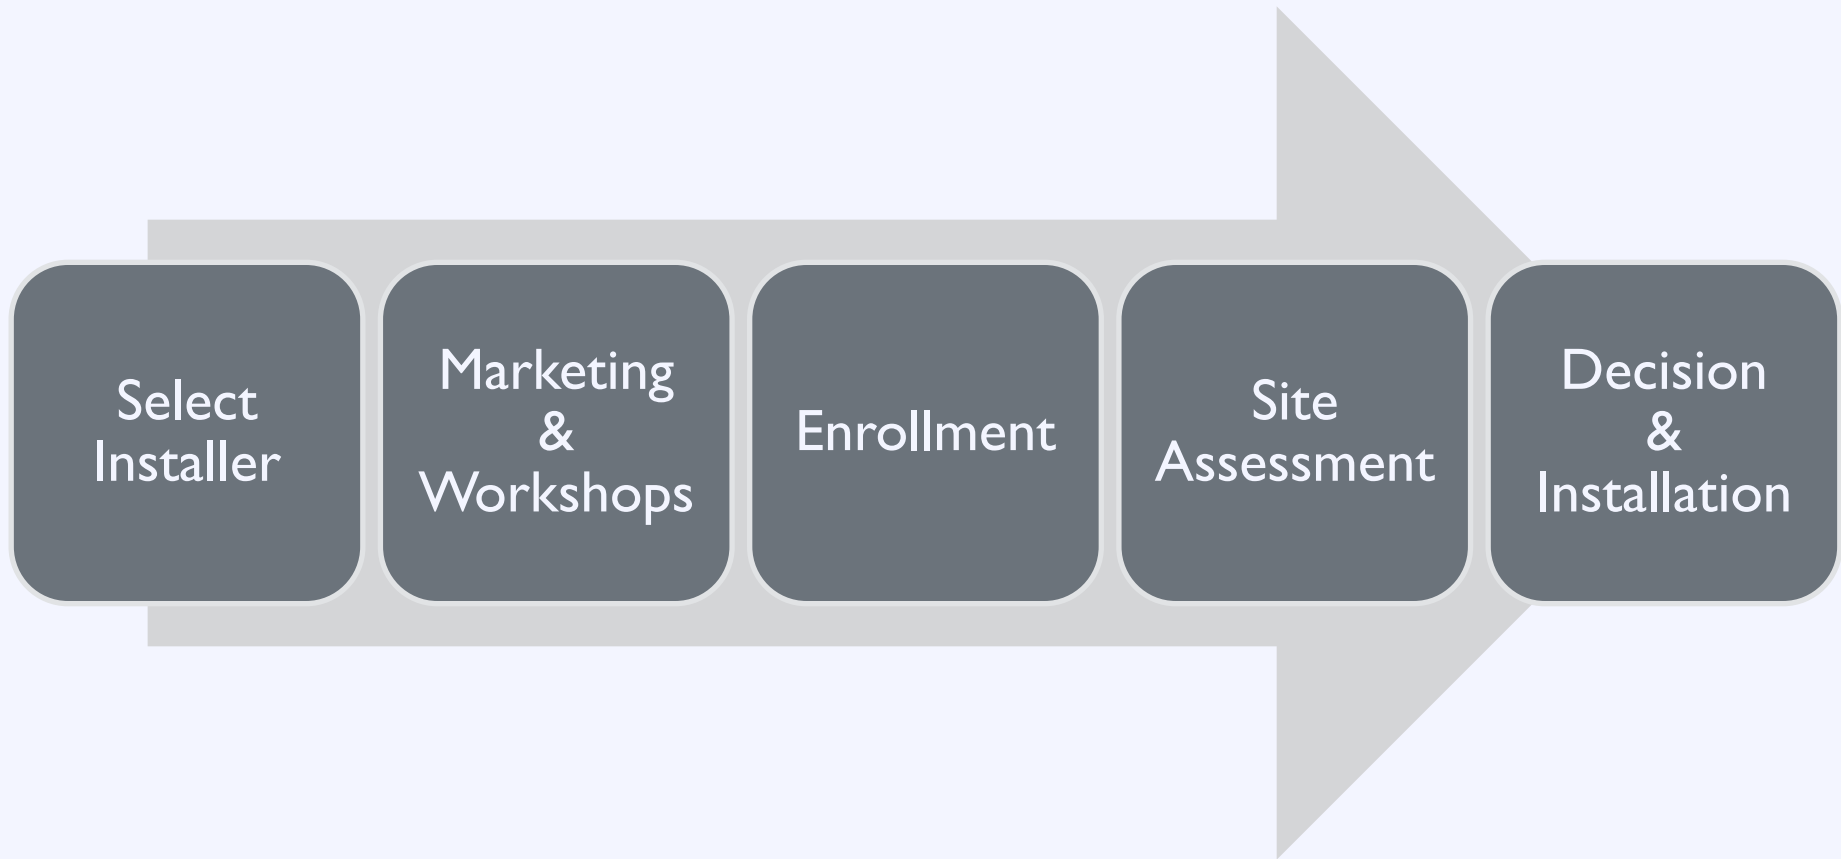 Select
Installer
Marketing
&
Workshops
Enrollment
Site
Assessment
Decision
&
Installation